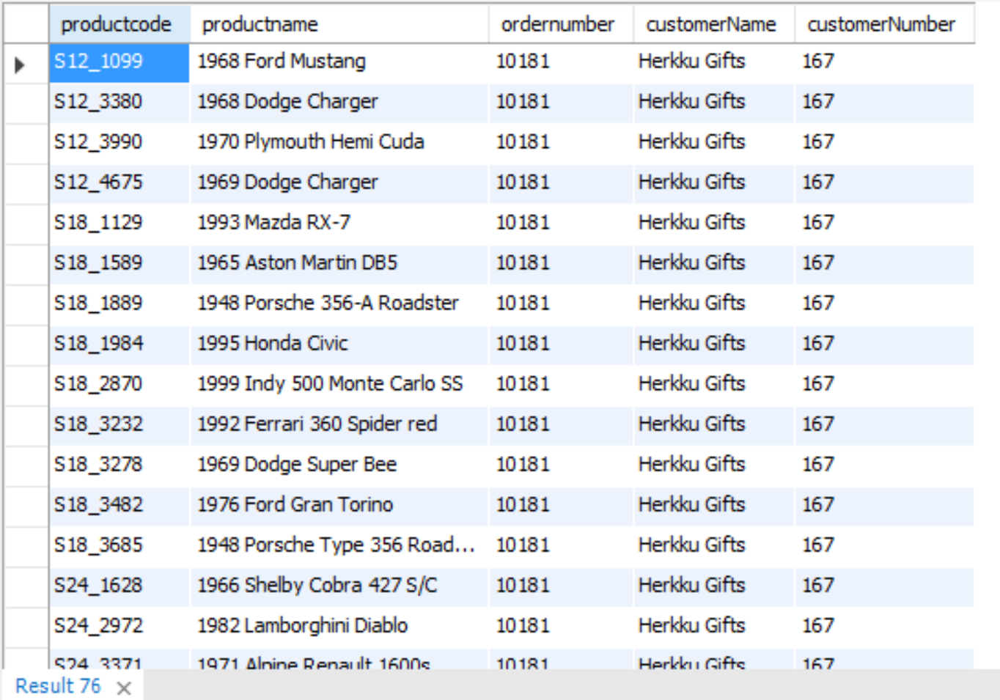 productcode productname ordernumber customerName customerNumber
S12_1099 1968 Ford Mustang 10181 Herkku Gifts 167
S12_3380 1968 Dodge Charger 10181 Herkku Gifts 167
S12_3990 1970 Plymouth Hemi Cuda 10181 Herkku Gifts 167
S12_4675 1969 Dodge Charger 10181 Herkku Gifts 167
S18_1129 1993 Mazda RX-7 10181 Herkku Gifts 167
S18_1589 1965 Aston Martin DB5 10181 Herkku Gifts 167
S18_1889 1948 Porsche 356-A Roadster 10181 Herkku Gifts 167
S18_1984 1995 Honda Civic 10181 Herkku Gifts 167
S18_2870 1999 Indy 500 Monte Carlo SS 10181 Herkku Gifts 167
S18_3232 1992 Ferrari 360 Spider red 10181 Herkku Gifts 167
S18_3278 1969 Dodge Super Bee 10181 Herkku Gifts 167
S18_3482 1976 Ford Gran Torino 10181 Herkku Gifts 167
S18_3685 1948 Porsche Type 356 Road... 10181 Herkku Gifts 167
S24_1628 1966 Shelby Cobra 427 S/C 10181 Herkku Gifts 167
S24_2972 1982 Lamborghini Diablo 10181 Herkku Gifts 167
S24_3371 1971 Alpine Renault 1600s 10181 Herkku Gifts 167
Result 76